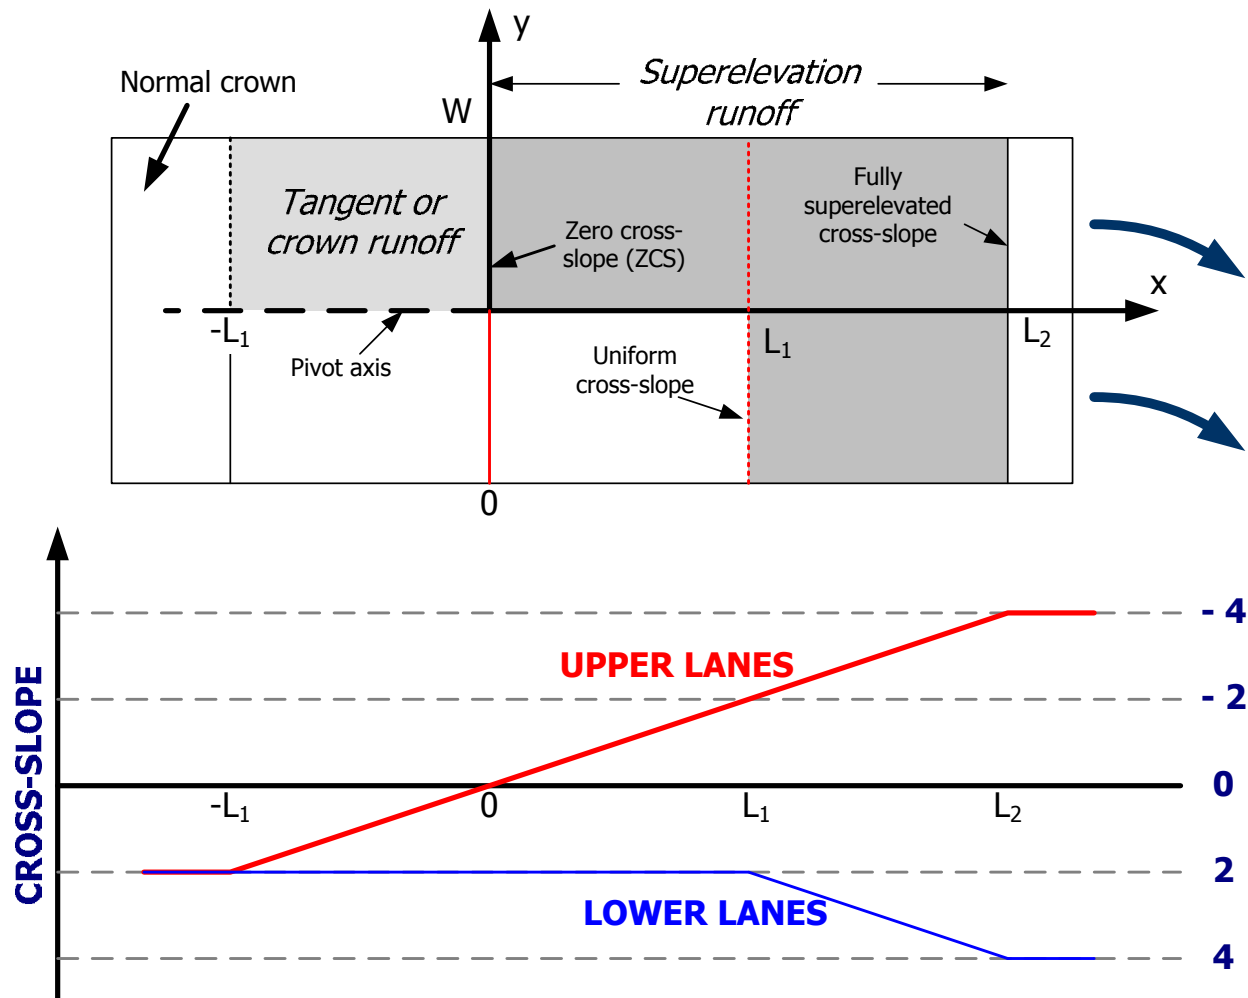 y
Normal crown
Superelevation
runoff
W
Tangent or
crown runoff
Zero cross-
slope (ZCS)
Fully
superelevated
cross-slope
x
-L₁
Pivot axis
Uniform
cross-slope
L₁
L₂
0
CROSS-SLOPE
- 4
UPPER LANES
- 2
0
-L₁
0
L₁
L₂
2
LOWER LANES
4